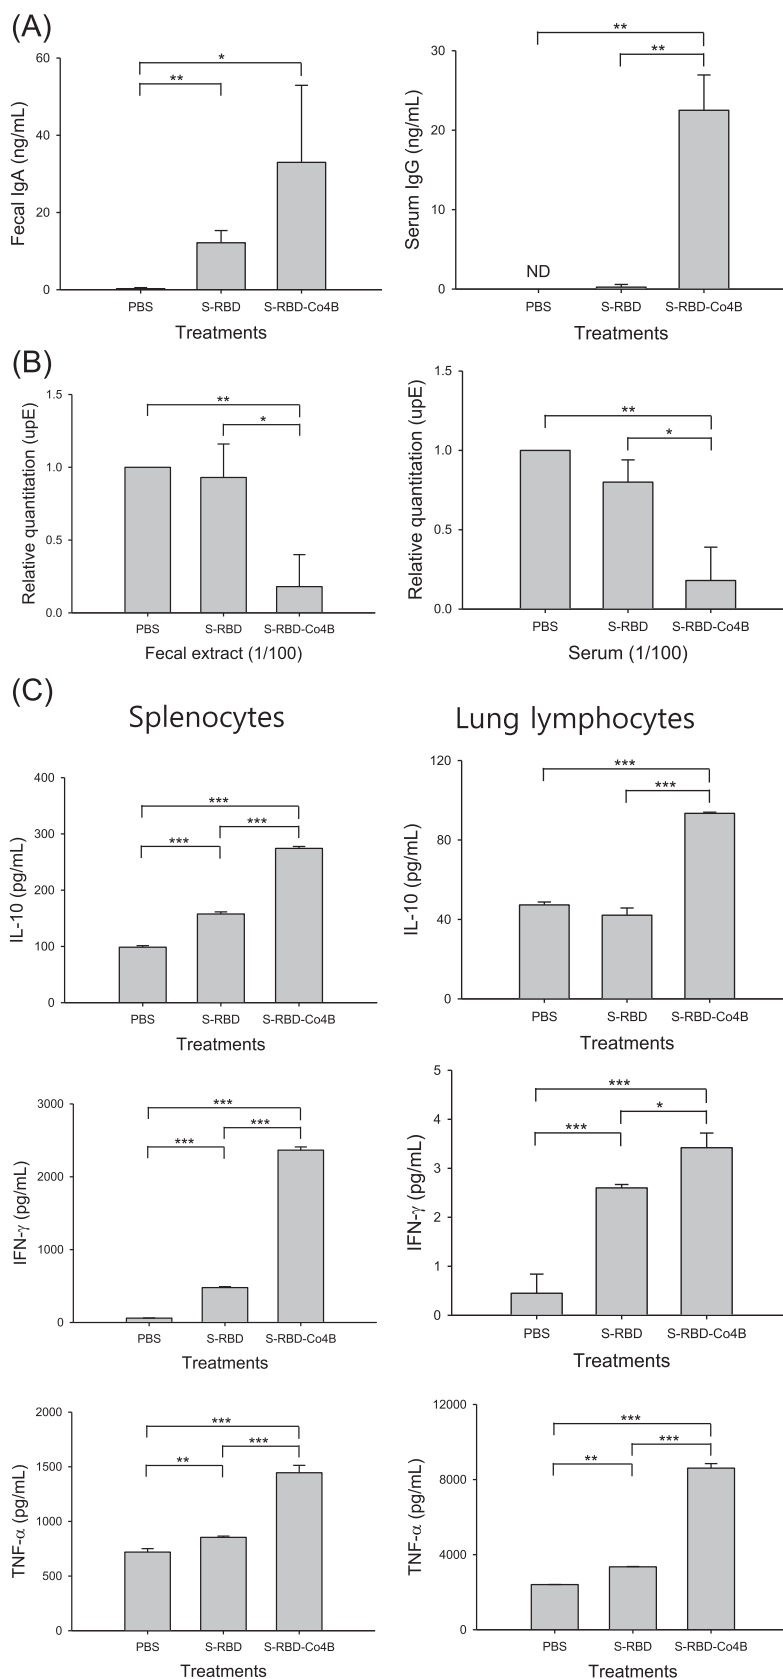 (A)
Fecal IgA (ng/mL)
60
40
20
0
*
**
PBS
S-RBD
S-RBD-Co4B
Treatments
Serum IgG (ng/mL)
30
20
10
0
**
**
ND
PBS
S-RBD
S-RBD-Co4B
Treatments
(B)
Relative quantitation (upE)
1.5
1.0
0.5
0.0
**
*
PBS
S-RBD
S-RBD-Co4B
Fecal extract (1/100)
Relative quantitation (upE)
1.5
1.0
0.5
0.0
**
*
PBS
S-RBD
S-RBD-Co4B
Serum (1/100)
(C)
Splenocytes
Lung lymphocytes
IL-10 (pg/mL)
400
300
200
100
0
***
***
***
PBS
S-RBD
S-RBD-Co4B
Treatments
IL-10 (pg/mL)
120
80
40
0
***
***
PBS
S-RBD
S-RBD-Co4B
Treatments
IFN-γ (pg/mL)
3000
2000
1000
0
***
***
***
PBS
S-RBD
S-RBD-Co4B
Treatments
IFN-γ (pg/mL)
5
4
3
2
1
0
***
*
***
PBS
S-RBD
S-RBD-Co4B
Treatments
TNF-α (pg/mL)
2000
1500
1000
500
0
***
***
**
PBS
S-RBD
S-RBD-Co4B
Treatments
TNF-α (pg/mL)
12000
8000
4000
0
***
***
**
PBS
S-RBD
S-RBD-Co4B
Treatments